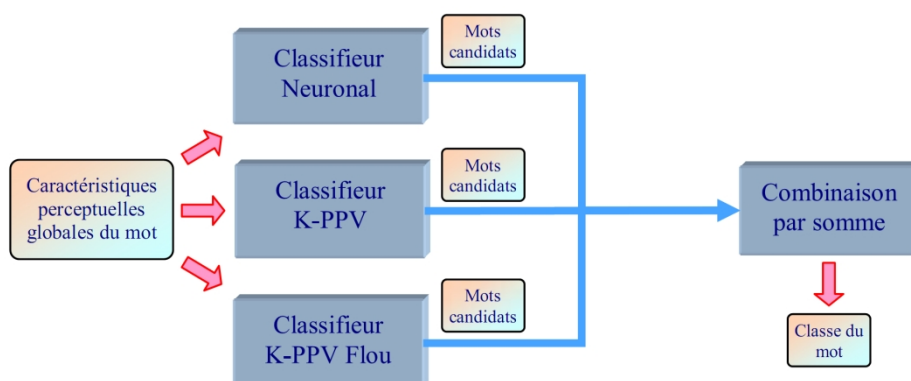 Caractéristiques
perceptuelles
globales du mot
Classifieur
Neuronal
Mots
candidats
Classifieur
K-PPV
Mots
candidats
Classifieur
K-PPV Flou
Mots
candidats
Combinaison
par somme
Classe du
mot